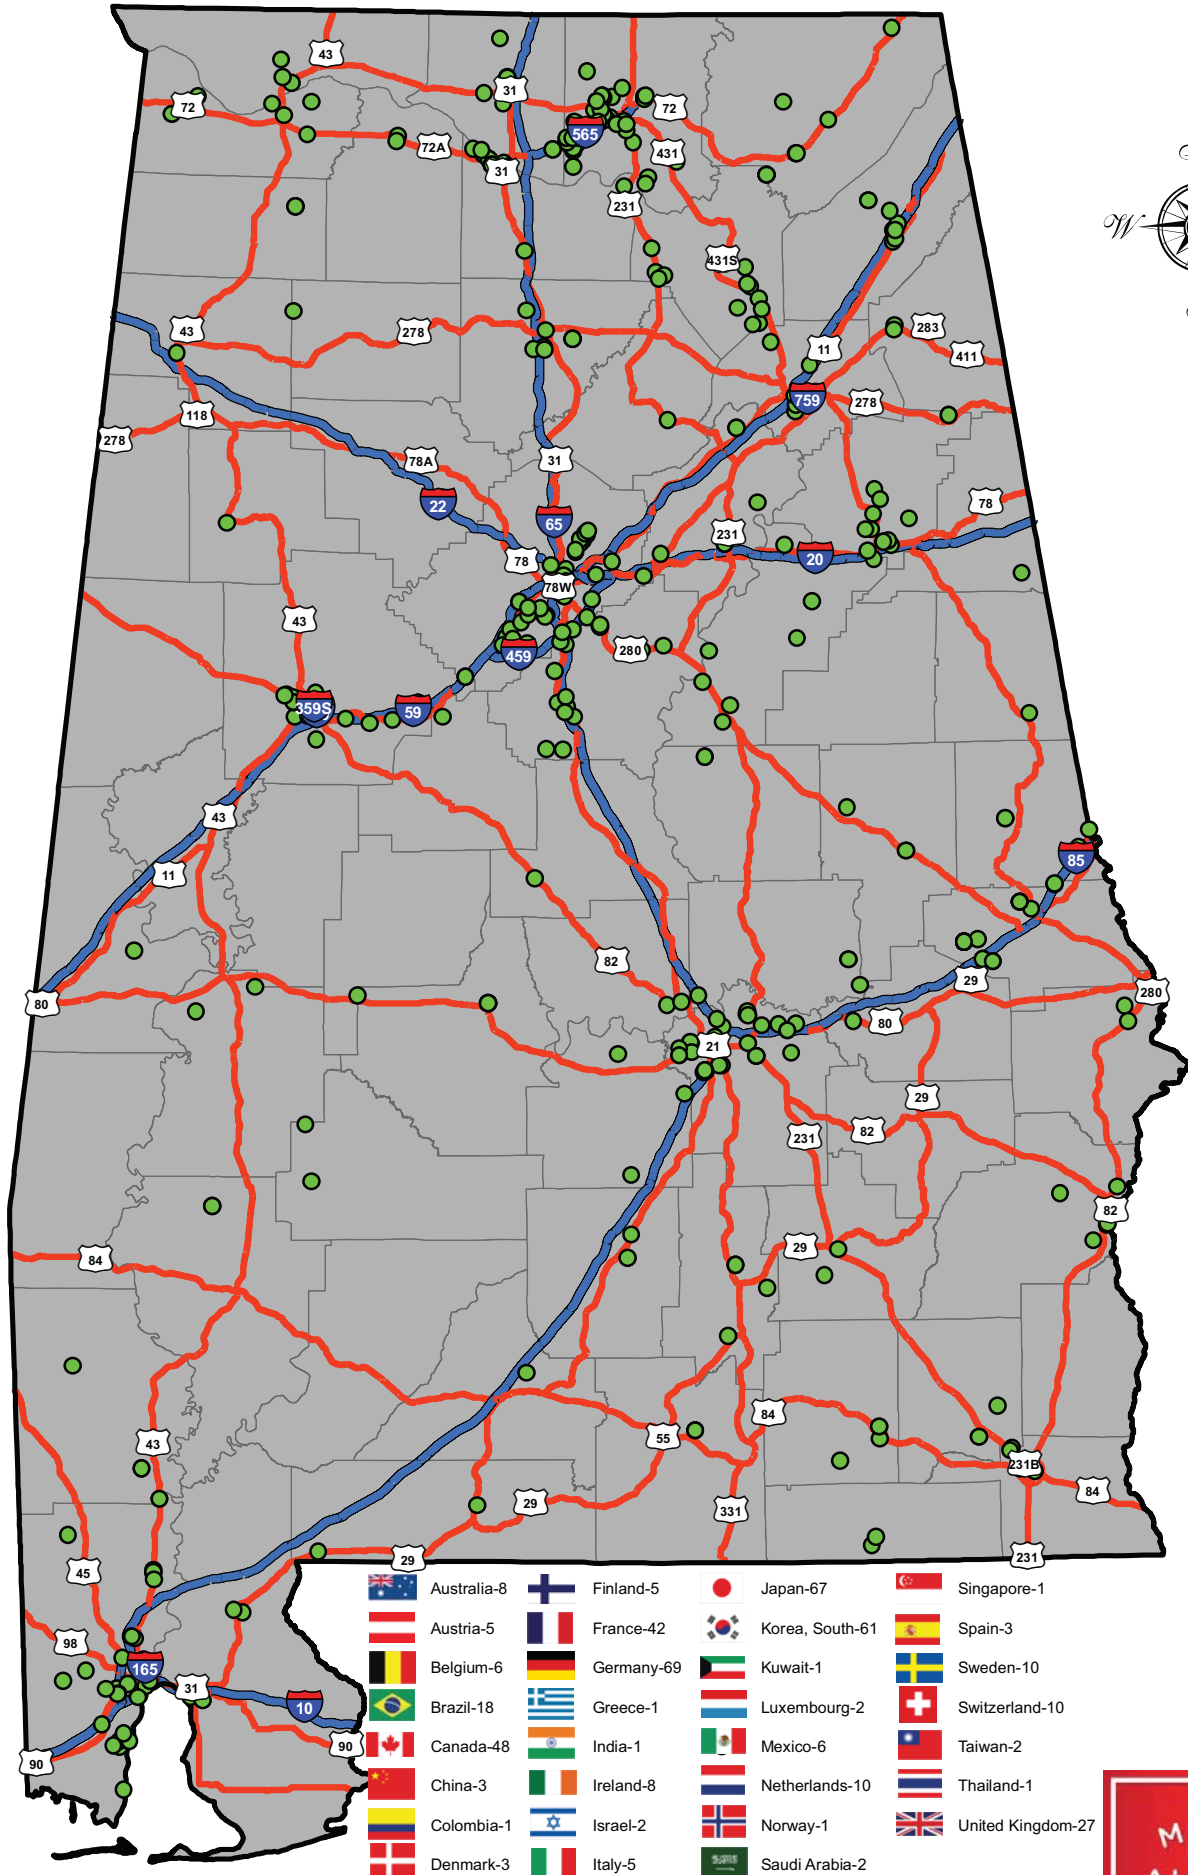 43
31
72
72
565
72A
431
31
231
W
431S
43
278
11
283
411
759
118
278
278
78A
31
22
65
78
231
78
20
78W
43
280
459
359S
59
43
11
85
82
80
29
280
80
21
29
82
231
82
29
84
84
43
55
231B
29
331
84
29
231
45
98
165
31
10
90
90
Australia-8
Finland-5
Japan-67
Singapore-1
Austria-5
France-42
Korea, South-61
Spain-3
Belgium-6
Germany-69
Kuwait-1
Sweden-10
Brazil-18
Greece-1
Luxembourg-2
Switzerland-10
Canada-48
India-1
Mexico-6
Taiwan-2
China-3
Ireland-8
Netherlands-10
Thailand-1
Colombia-1
Israel-2
Norway-1
United Kingdom-27
Denmark-3
Italy-5
Saudi Arabia-2